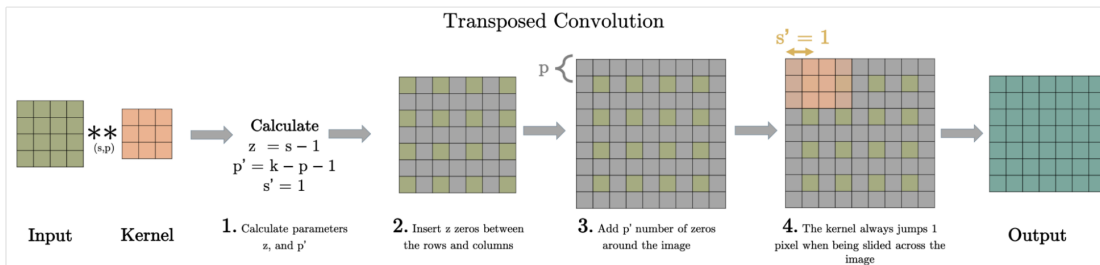 Transposed Convolution
s' = 1
p
**
(s,p)
Calculate
z = s − 1
p' = k − p − 1
s' = 1
Input
Kernel
1. Calculate parameters
z, and p'
2. Insert z zeros between
the rows and columns
3. Add p' number of zeros
around the image
4. The kernel always jumps 1
pixel when being slided across the
image
Output